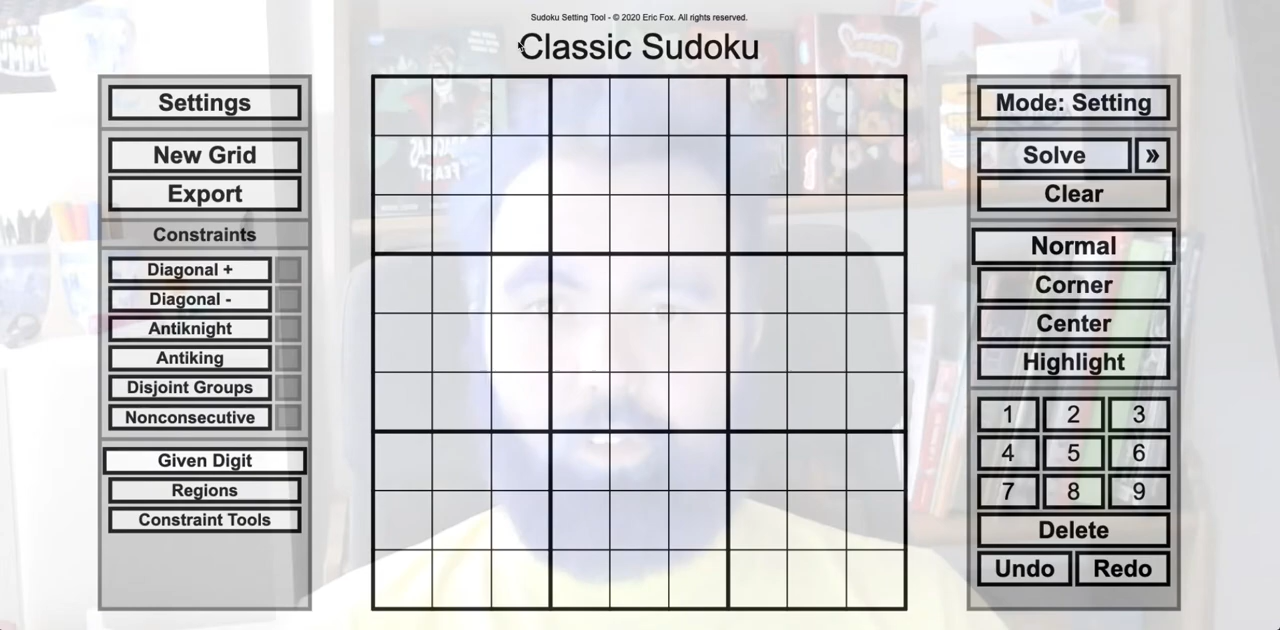 Sudoku Setting Tool - © 2020 Eric Fox. All rights reserved.
Classic Sudoku
Settings
New Grid
Export
Constraints
Diagonal +
Diagonal -
Antiknight
Antiking
Disjoint Groups
Nonconsecutive
Given Digit
Regions
Constraint Tools
Mode: Setting
Solve »
Clear
Normal
Corner
Center
Highlight
1 2 3
4 5 6
7 8 9
Delete
Undo Redo